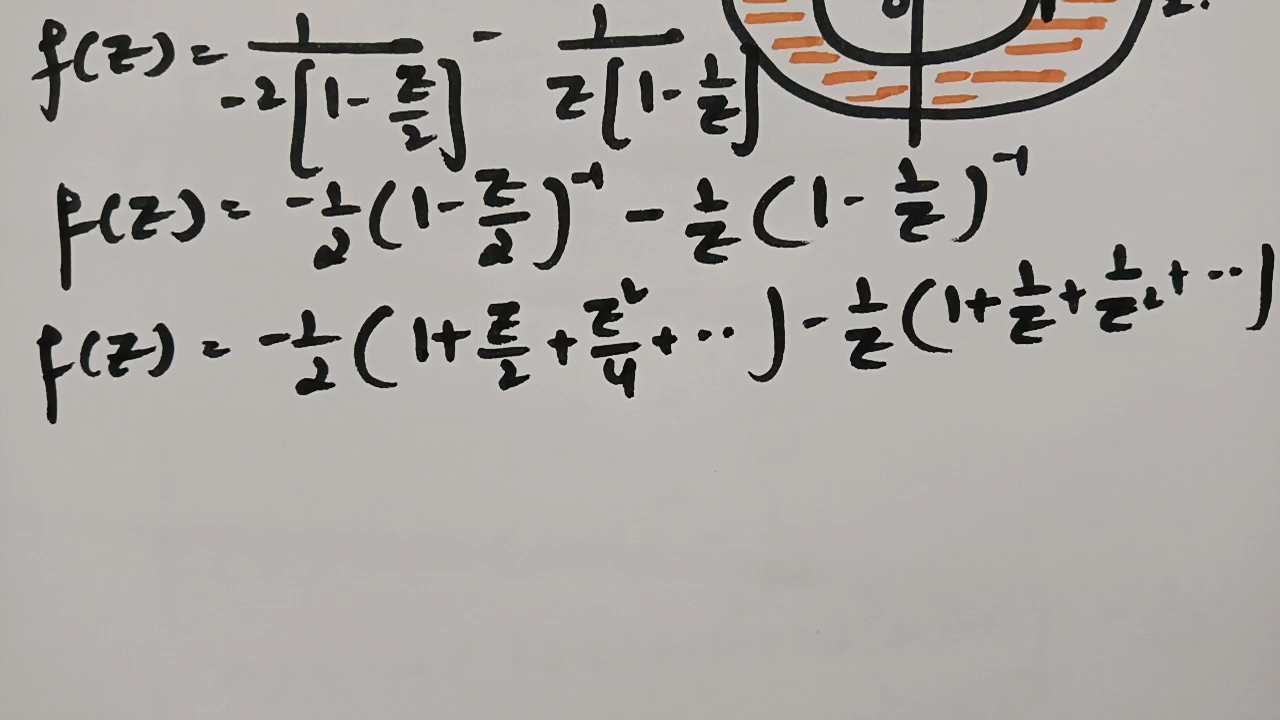 f(z) = 1/(-2[1 - z/2]) - 1/(z[1 - 1/z])
f(z) = -1/2 (1 - z/2)^-1 - 1/z (1 - 1/z)^-1
f(z) = -1/2 (1 + z/2 + z^2/4 + ··) - 1/z (1 + 1/z + 1/z^2 + ··)